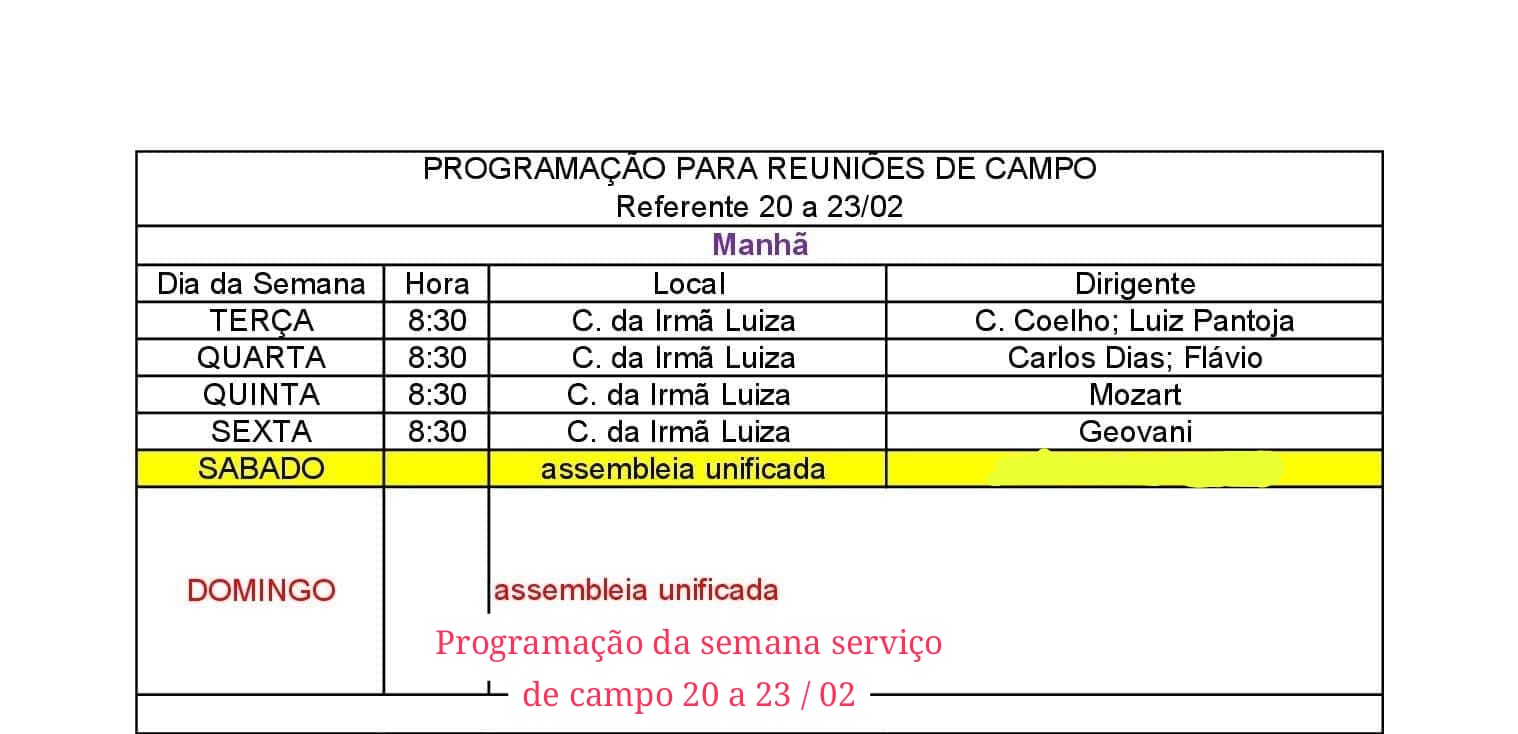 PROGRAMAÇÃO PARA REUNIÕES DE CAMPO
Referente 20 a 23/02
Manhã
Dia da Semana Hora Local Dirigente
TERÇA 8:30 C. da Irmã Luiza C. Coelho; Luiz Pantoja
QUARTA 8:30 C. da Irmã Luiza Carlos Dias; Flávio
QUINTA 8:30 C. da Irmã Luiza Mozart
SEXTA 8:30 C. da Irmã Luiza Geovani
SABADO assembleia unificada
DOMINGO assembleia unificada
Programação da semana serviço
de campo 20 a 23 / 02